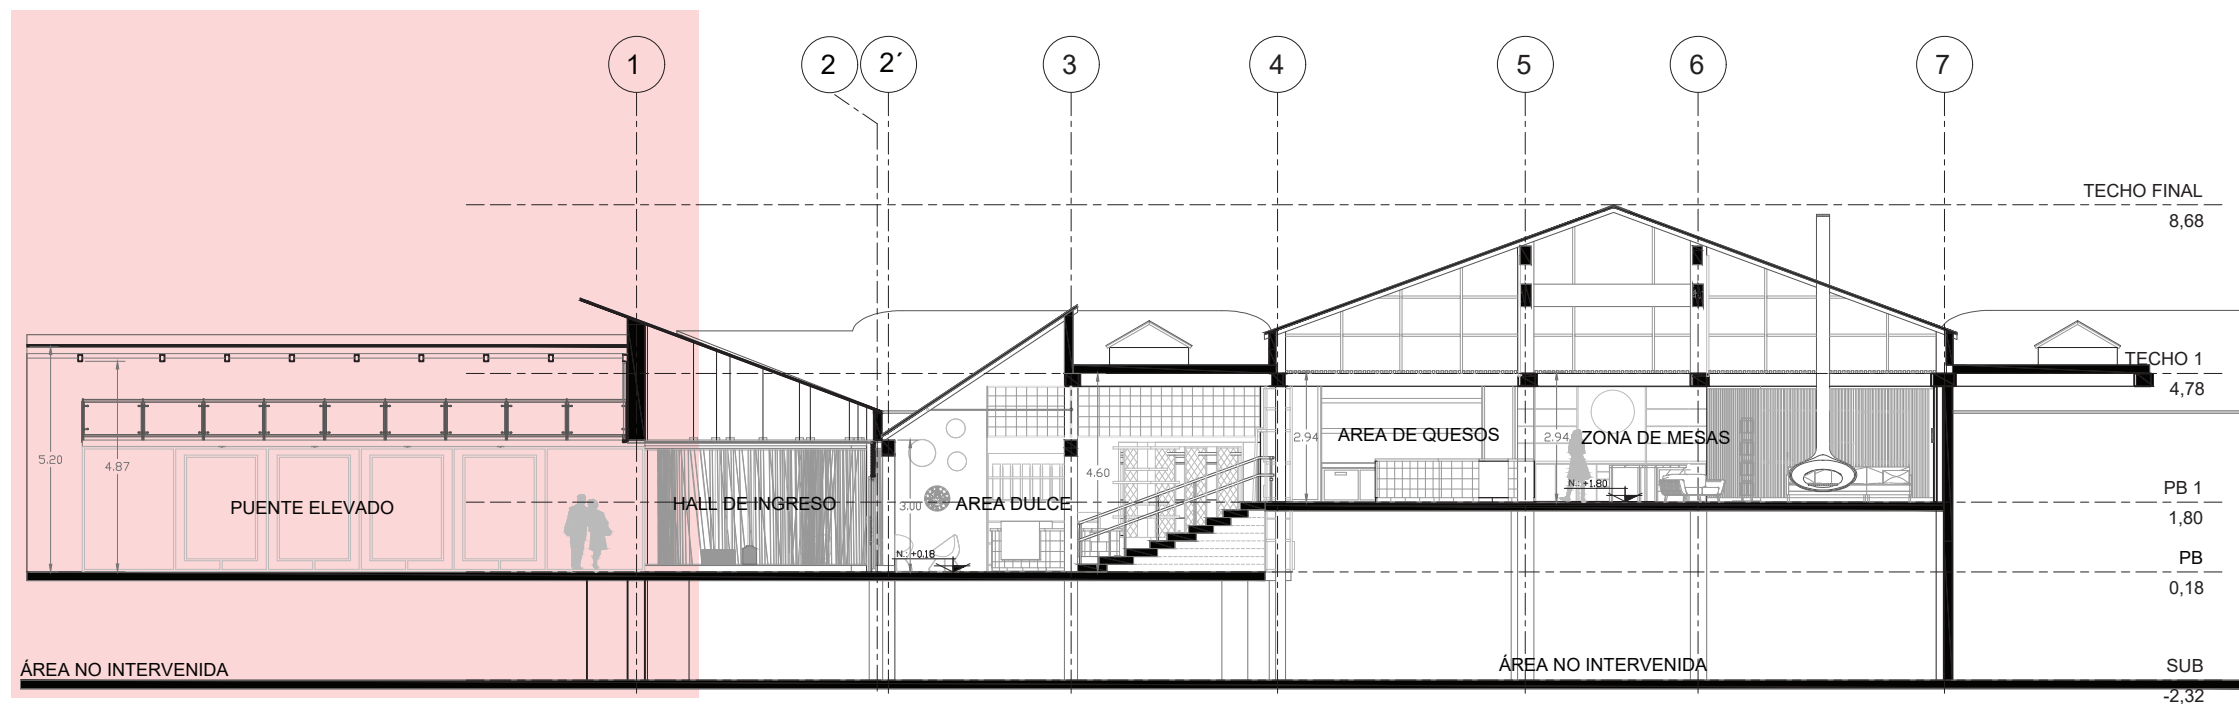 1
2
2´
3
4
5
6
7
TECHO FINAL
8,68
TECHO 1
4,78
5.20
4.87
4.60
2.94
AREA DE QUESOS
2.94
ZONA DE MESAS
N.: +1.80
PUENTE ELEVADO
HALL DE INGRESO
3.00
AREA DULCE
N.: +0.18
PB 1
1,80
PB
0,18
ÁREA NO INTERVENIDA
ÁREA NO INTERVENIDA
SUB
-2,32